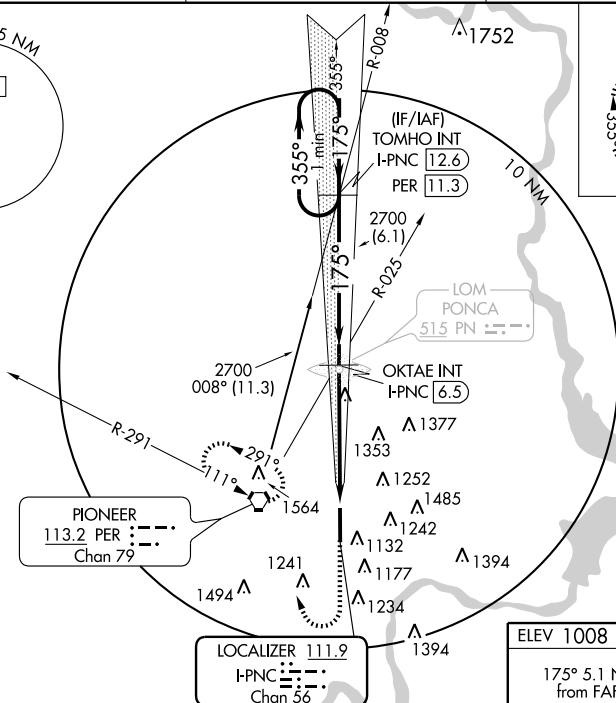 5 NM
1752
R-008
355°
175°
355°
1 min
(IF/IAF)
TOMHO INT
I-PNC 12.6
PER 11.3
10 NM
2700
(6.1)
175°
R-025
LOM
PONCA
515 PN
2700
008° (11.3)
OKTAE INT
I-PNC 6.5
1377
1353
R-291
291°
111°
1252
1564
1485
1242
PIONEER
113.2 PER
Chan 79
1132
1241
1177
1394
1494
1234
1394
LOCALIZER 111.9
I-PNC
Chan 56
ELEV 1008
175° 5.1 N
from FAF